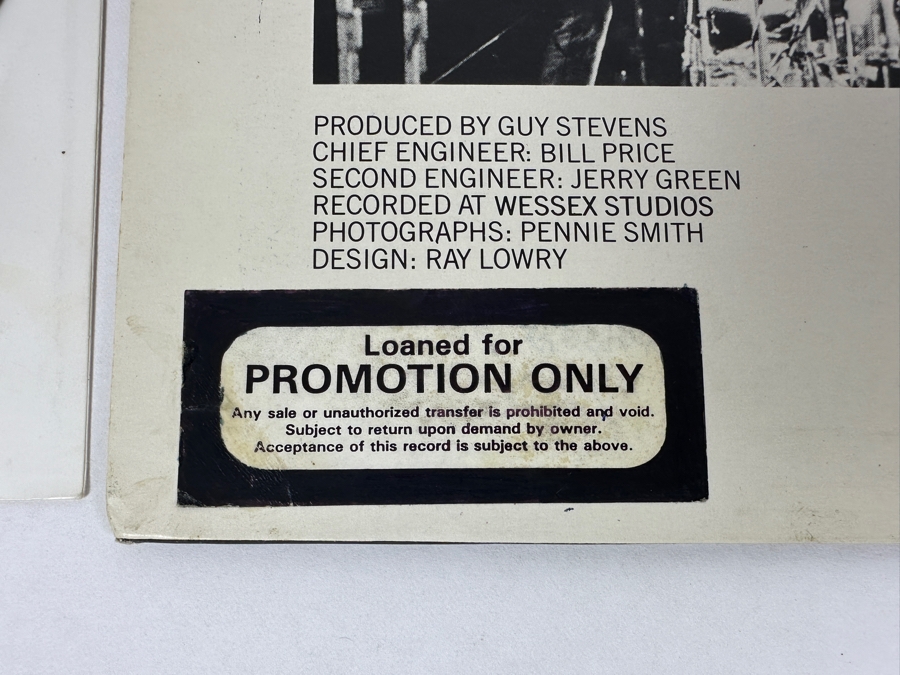 PRODUCED BY GUY STEVENS
CHIEF ENGINEER: BILL PRICE
SECOND ENGINEER: JERRY GREEN
RECORDED AT WESSEX STUDIOS
PHOTOGRAPHS: PENNIE SMITH
DESIGN: RAY LOWRY
Loaned for
PROMOTION ONLY
Any sale or unauthorized transfer is prohibited and void.
Subject to return upon demand by owner.
Acceptance of this record is subject to the above.